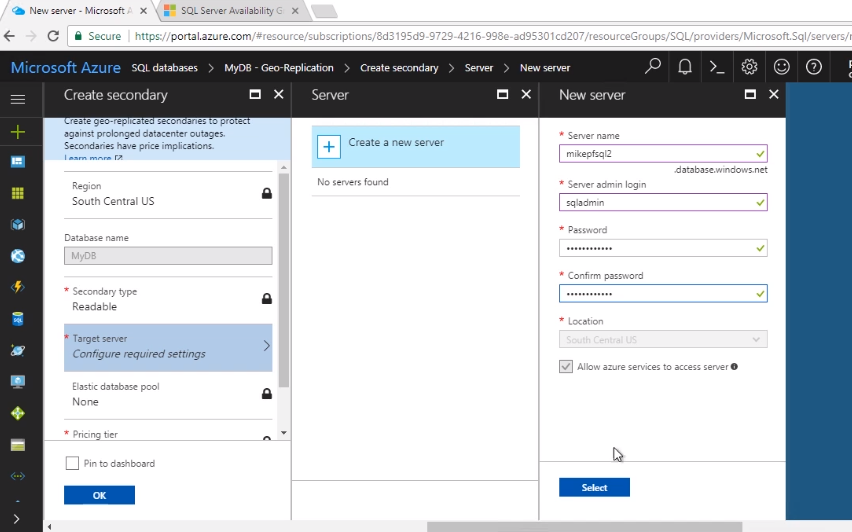 New server - Microsoft A
SQL Server Availability G
Secure
https://portal.azure.com/#resource/subscriptions/8d3195d9-9729-4216-998e-ad95301cd207/resourceGroups/SQL/providers/Microsoft.Sql/servers/
Microsoft Azure SQL databases > MyDB - Geo-Replication > Create secondary > Server > New server
Create secondary
Create geo-replicated secondaries to protect
against prolonged datacenter outages.
Secondaries have price implications.
Learn more
Region
South Central US
Database name
MyDB
* Secondary type
Readable
* Target server
Configure required settings
Elastic database pool
None
* Pricing tier
Pin to dashboard
OK
Server
Create a new server
No servers found
New server
* Server name
mikepfsql2
.database.windows.net
* Server admin login
sqladmin
* Password
••••••••••••
* Confirm password
••••••••••••
* Location
South Central US
Allow azure services to access server
Select